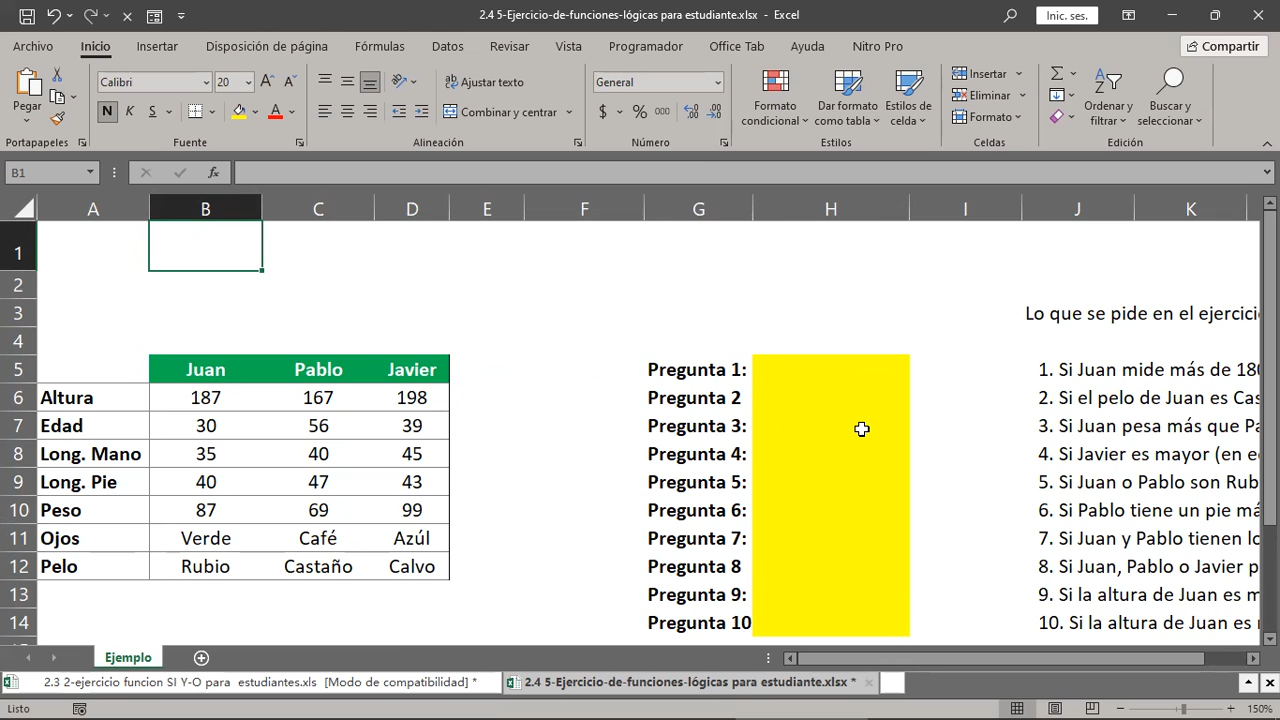 2.4 5-Ejercicio-de-funciones-lógicas para estudiante.xlsx - Excel
Inic. ses.
Archivo Inicio Insertar Disposición de página Fórmulas Datos Revisar Vista Programador Office Tab Ayuda Nitro Pro Compartir
Pegar
Calibri 20
N K S
Ajustar texto
Combinar y centrar
General
$ % 000
Formato condicional
Dar formato como tabla
Estilos de celda
Insertar
Eliminar
Formato
Ordenar y filtrar
Buscar y seleccionar
Portapapeles Fuente Alineación Número Estilos Celdas Edición
B1 fx
A B C D E F G H I J K
1
2
3 Lo que se pide en el ejercici
4
5 Juan Pablo Javier Pregunta 1: 1. Si Juan mide más de 180
6 Altura 187 167 198 Pregunta 2 2. Si el pelo de Juan es Cas
7 Edad 30 56 39 Pregunta 3: 3. Si Juan pesa más que Pa
8 Long. Mano 35 40 45 Pregunta 4: 4. Si Javier es mayor (en e
9 Long. Pie 40 47 43 Pregunta 5: 5. Si Juan o Pablo son Rub
10 Peso 87 69 99 Pregunta 6: 6. Si Pablo tiene un pie má
11 Ojos Verde Café Azúl Pregunta 7: 7. Si Juan y Pablo tienen lo
12 Pelo Rubio Castaño Calvo Pregunta 8 8. Si Juan, Pablo o Javier p
13 Pregunta 9: 9. Si la altura de Juan es m
14 Pregunta 10 10. Si la altura de Juan es
Ejemplo
2.3 2-ejercicio funcion SI Y-O para estudiantes.xls [Modo de compatibilidad] *
2.4 5-Ejercicio-de-funciones-lógicas para estudiante.xlsx *
Listo 150%